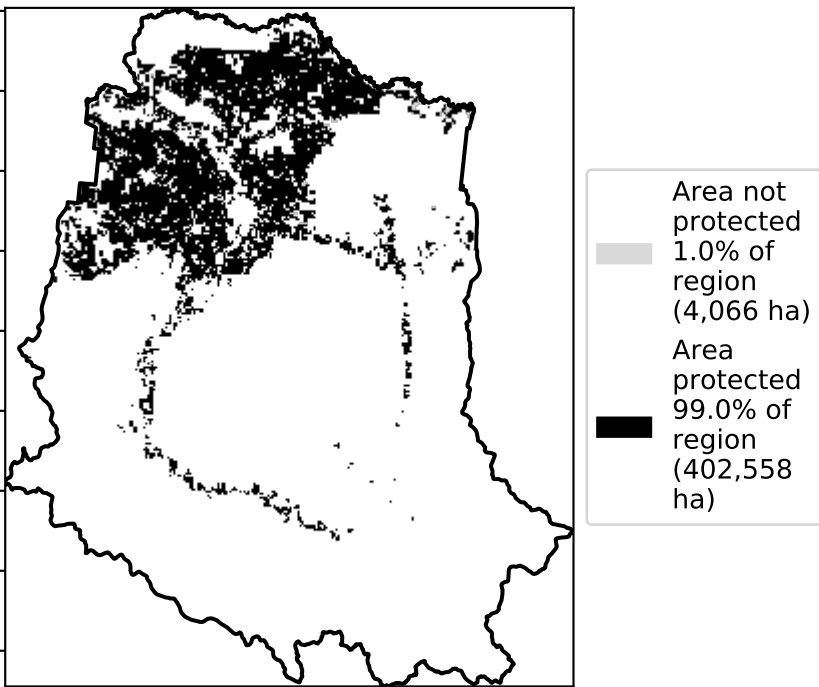 Area not
protected
1.0% of
region
(4,066 ha)
Area
protected
99.0% of
region
(402,558
ha)